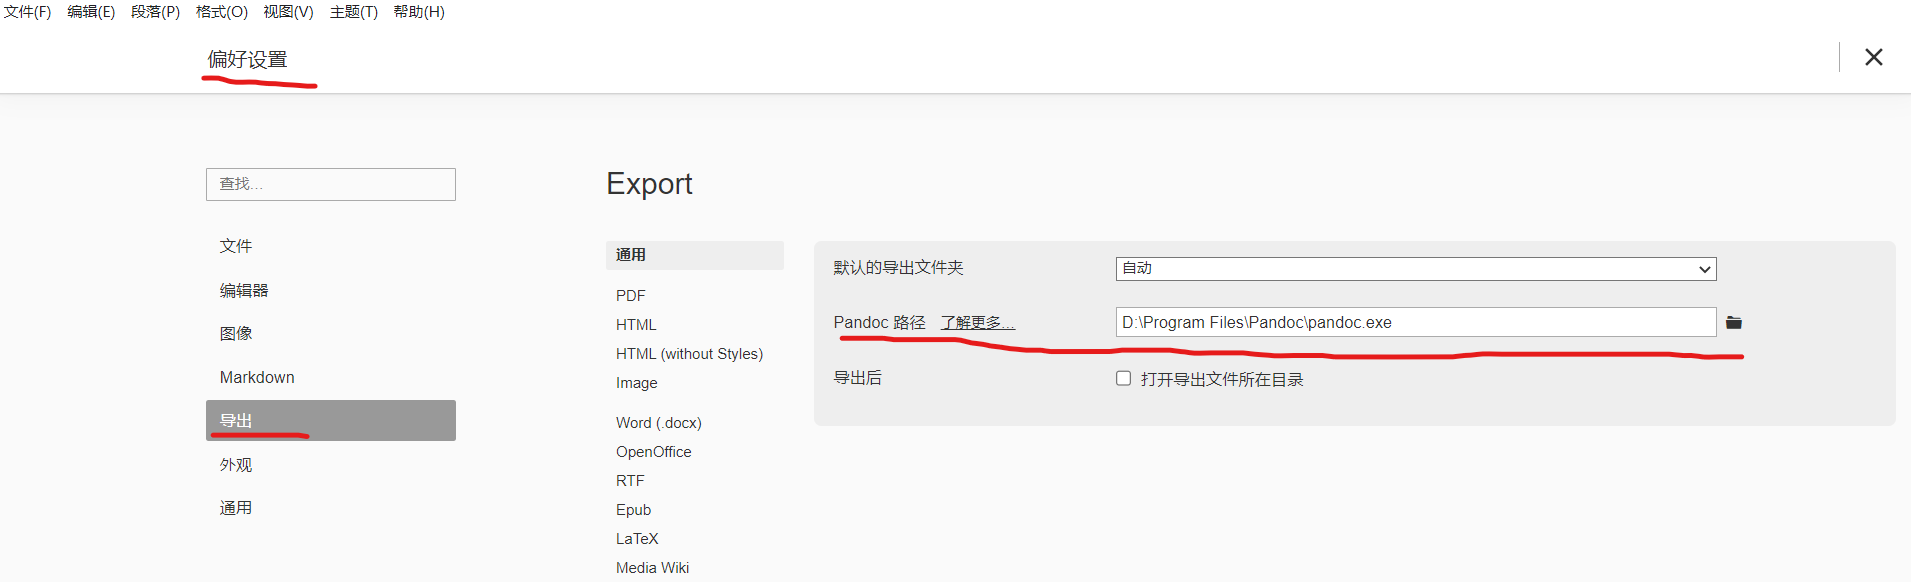 文件(F) 编辑(E) 段落(P) 格式(O) 视图(V) 主题(T) 帮助(H)
偏好设置
查找...
文件
编辑器
图像
Markdown
导出
外观
通用
Export
通用
PDF
HTML
HTML (without Styles)
Image
Word (.docx)
OpenOffice
RTF
Epub
LaTeX
Media Wiki
默认的导出文件夹 自动
Pandoc 路径 了解更多... D:\Program Files\Pandoc\pandoc.exe
导出后 打开导出文件所在目录